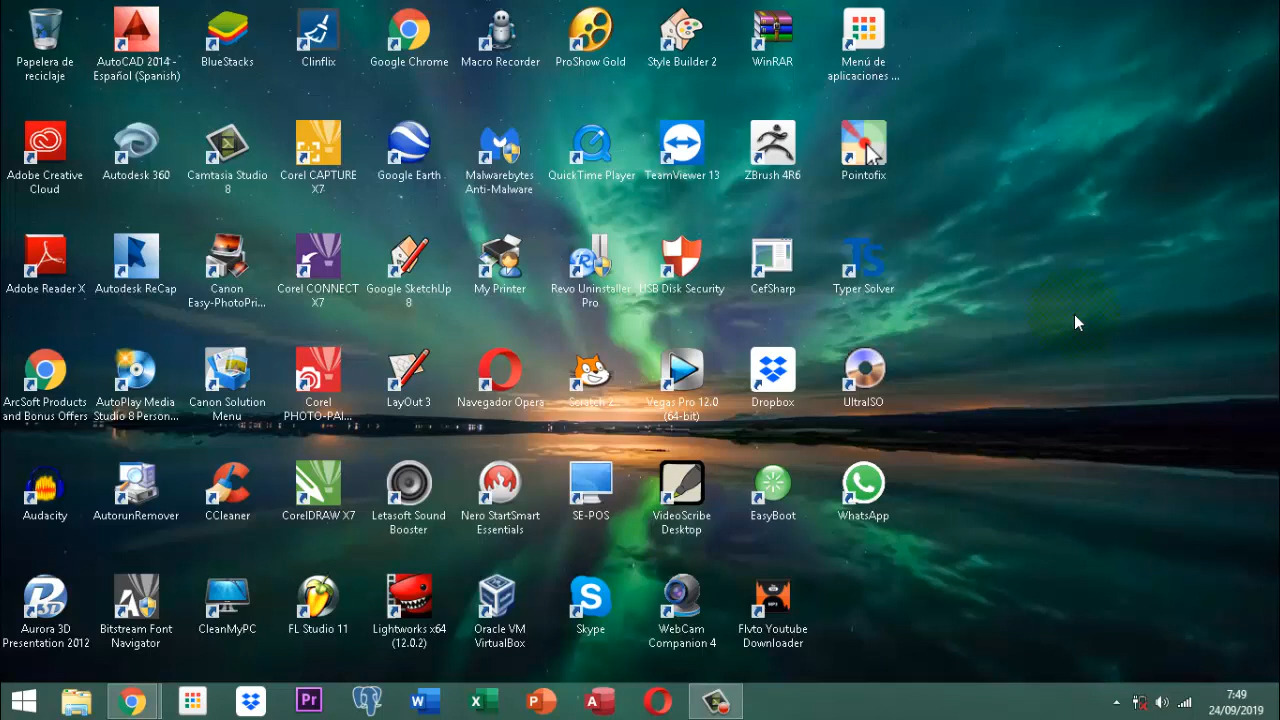 Papelera de
reciclaje
AutoCAD 2014 -
Español (Spanish)
BlueStacks
Clinflix
Google Chrome
Macro Recorder
ProShow Gold
Style Builder 2
WinRAR
Menú de
aplicaciones ...
Adobe Creative
Cloud
Autodesk 360
Camtasia Studio
8
Corel CAPTURE
X7
Google Earth
Malwarebytes
Anti-Malware
QuickTime Player
TeamViewer 13
ZBrush 4R6
Pointofix
Adobe Reader X
Autodesk ReCap
Canon
Easy-PhotoPri...
Corel CONNECT
X7
Google SketchUp
8
My Printer
Revo Uninstaller
Pro
USB Disk Security
CefSharp
TS
Typer Solver
ArcSoft Products
and Bonus Offers
AutoPlay Media
Studio 8 Person...
Canon Solution
Menu
Corel
PHOTO-PAI...
LayOut 3
Navegador Opera
Scratch 2...
Vegas Pro 12.0
(64-bit)
Dropbox
UltraISO
Audacity
AutorunRemover
CCleaner
CorelDRAW X7
Letasoft Sound
Booster
Nero StartSmart
Essentials
SE-POS
VideoScribe
Desktop
EasyBoot
WhatsApp
Aurora 3D
Presentation 2012
Bitstream Font
Navigator
CleanMyPC
FL Studio 11
Lightworks x64
(12.0.2)
Oracle VM
VirtualBox
Skype
WebCam
Companion 4
Flvto Youtube
Downloader
Pr
W
X
P
A
7:49
24/09/2019